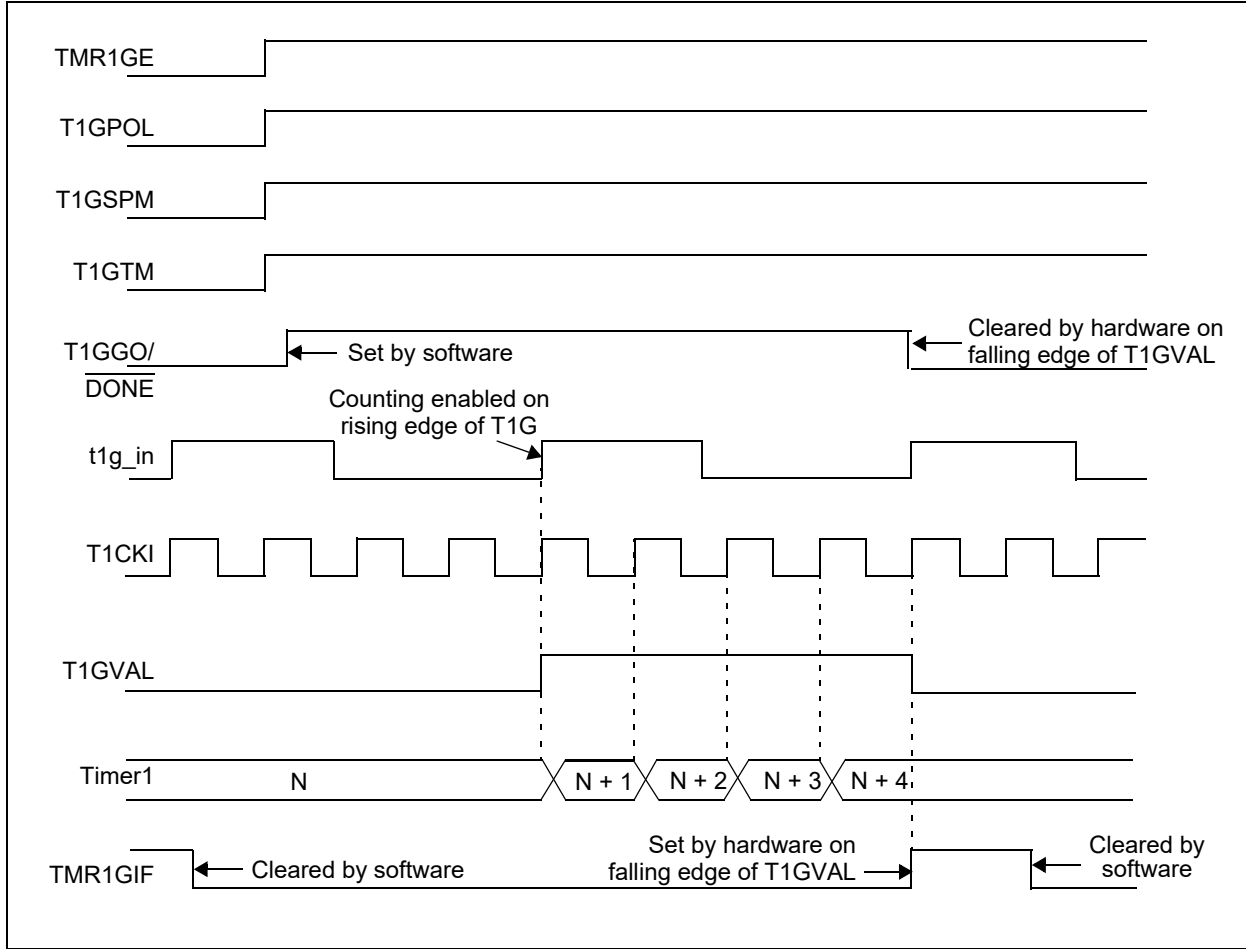 TMR1GE
T1GPOL
T1GSPM
T1GTM
T1GGO/
DONE
Set by software
Cleared by hardware on
falling edge of T1GVAL
Counting enabled on
rising edge of T1G
t1g_in
T1CKI
T1GVAL
Timer1
N
N + 1
N + 2
N + 3
N + 4
TMR1GIF
Cleared by software
Set by hardware on
falling edge of T1GVAL
Cleared by
software